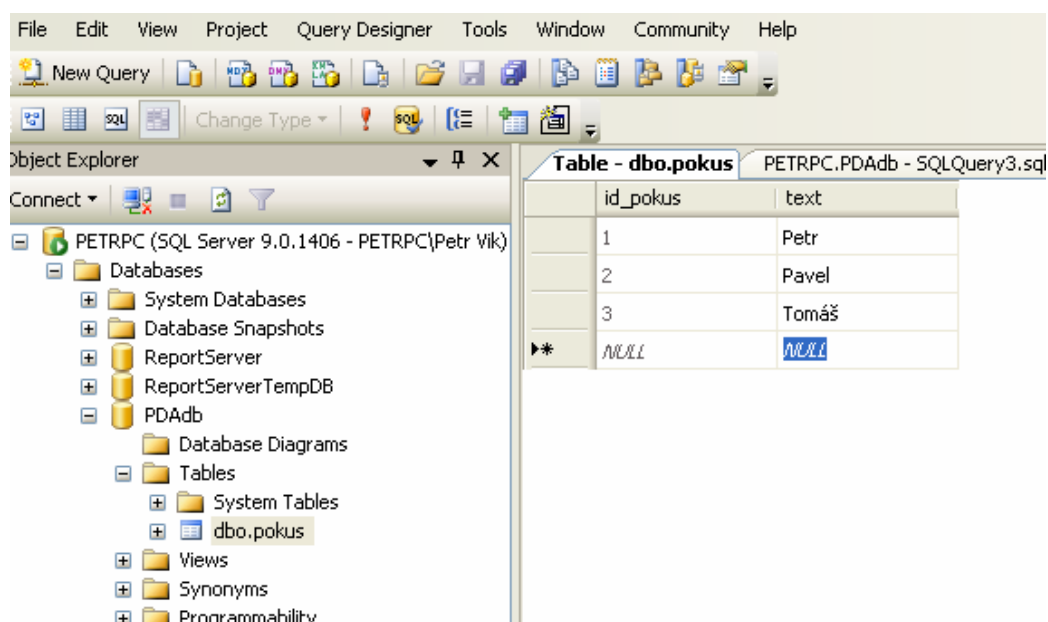 File Edit View Project Query Designer Tools Window Community Help
New Query
Change Type
Object Explorer
Connect
PETRPC (SQL Server 9.0.1406 - PETRPC\Petr Vik)
Databases
System Databases
Database Snapshots
ReportServer
ReportServerTempDB
PDAdb
Database Diagrams
Tables
System Tables
dbo.pokus
Views
Synonyms
Programmability
Table - dbo.pokus PETRPC.PDAdb - SQLQuery3.sql
id_pokus text
1 Petr
2 Pavel
3 Tomáš
NULL NULL